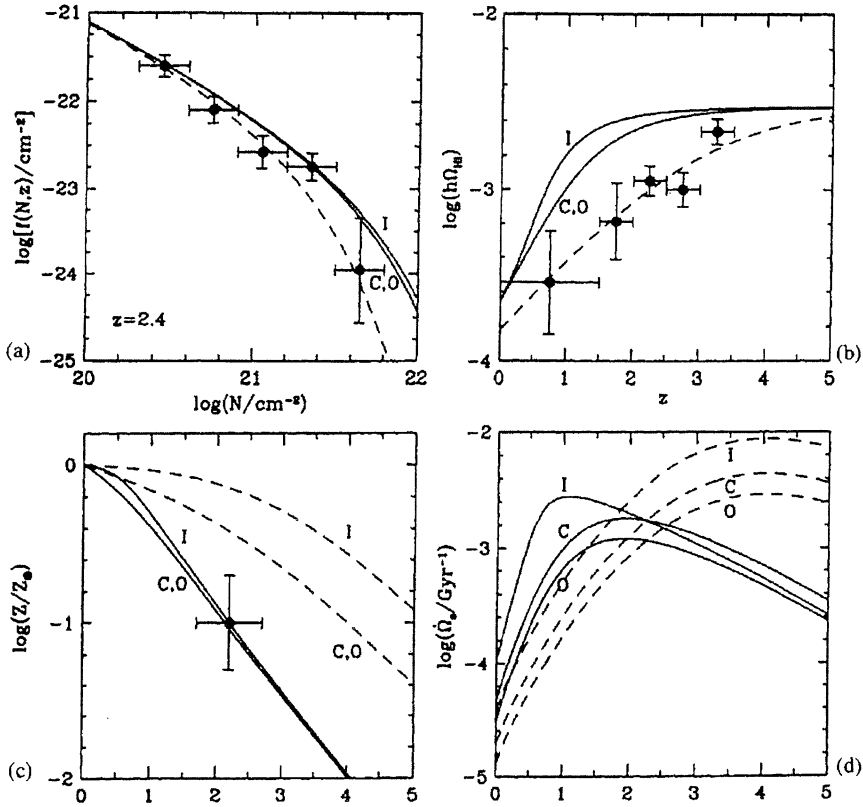 -21
-22
-23
-24
-25
log[f(N,z)/cm⁻²]
I
C,O
z=2.4
(a)
20
21
22
log(N/cm⁻²)
-2
-3
-4
log(hΩHI)
I
C,O
(b)
0
1
2
3
4
5
z
0
-1
-2
log(Z/Z⊙)
I
I
C,O
C,O
(c)
0
1
2
3
4
5
-2
-3
-4
-5
log(Ω̇ₛ/Gyr⁻¹)
I
I
C
C
O
O
(d)
0
1
2
3
4
5